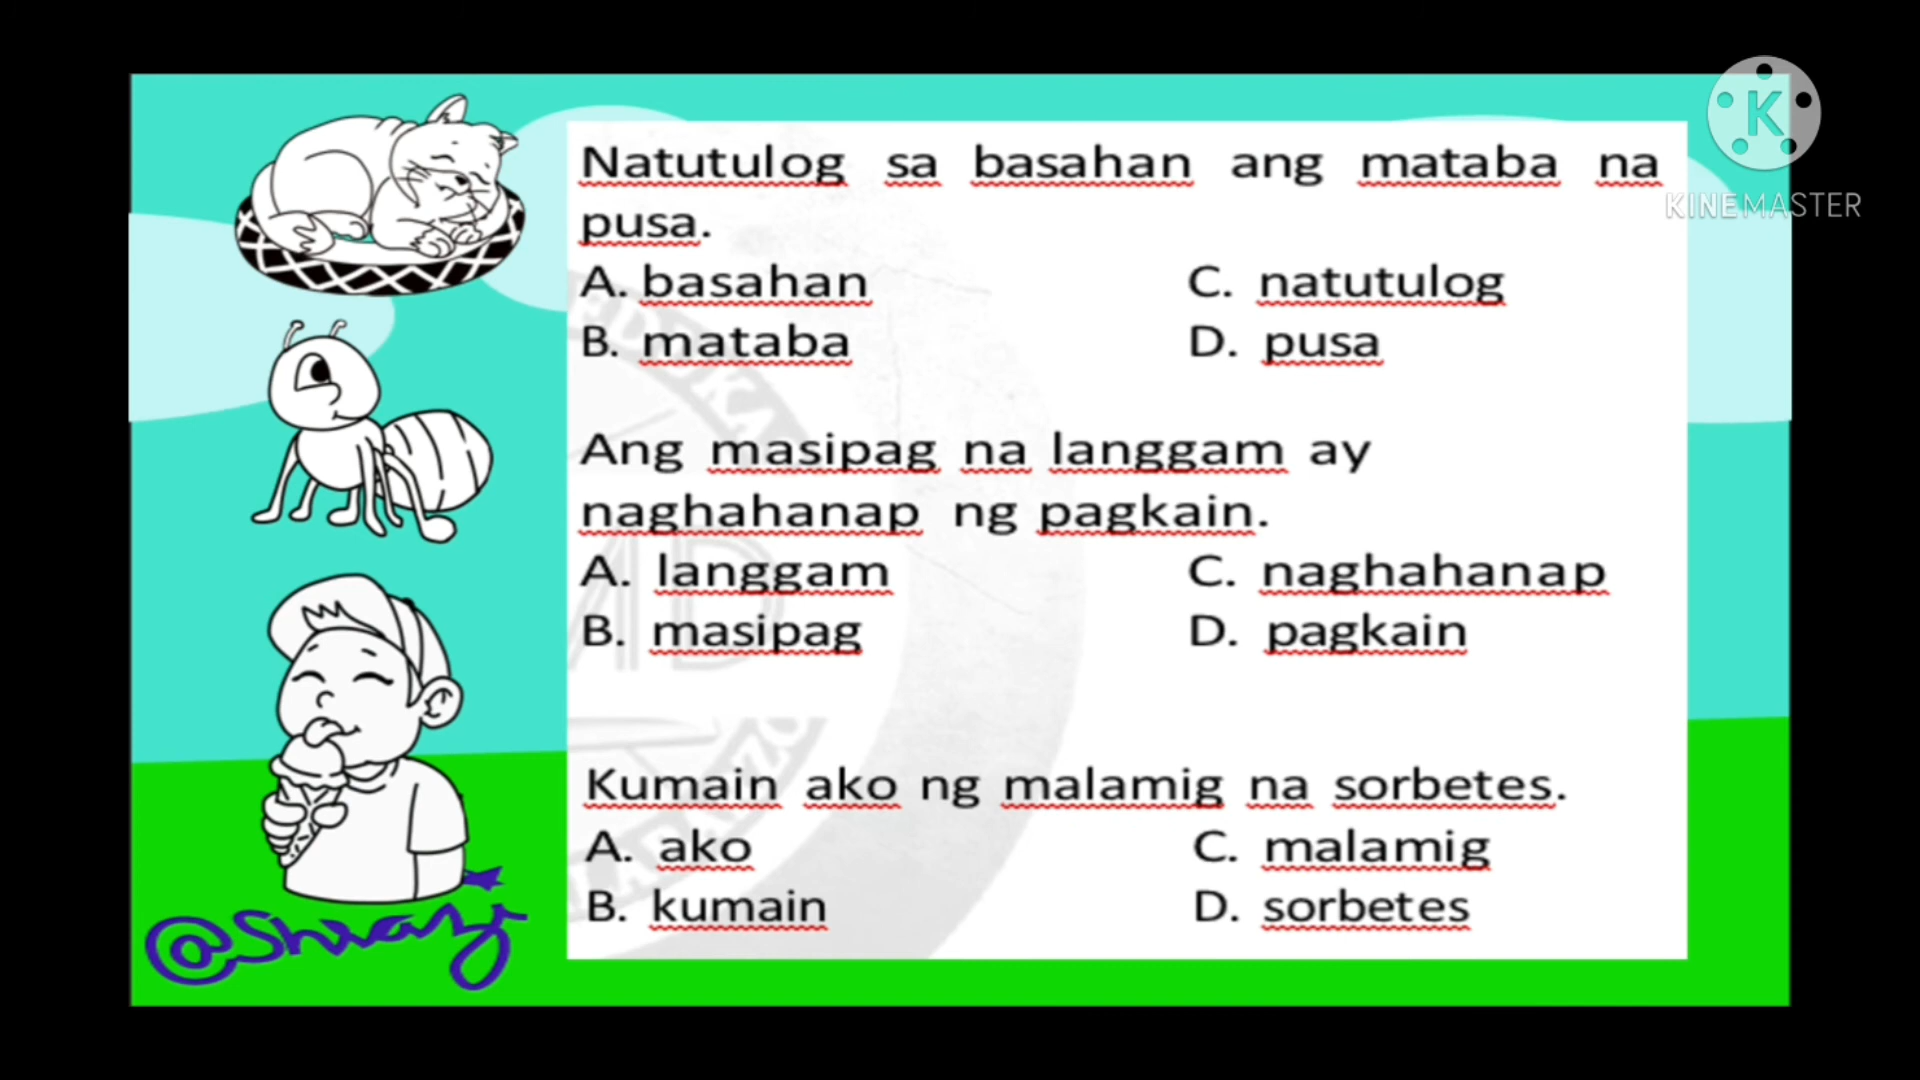 Natutulog sa basahan ang mataba na
pusa.
A. basahan C. natutulog
B. mataba D. pusa
Ang masipag na langgam ay
naghahanap ng pagkain.
A. langgam C. naghahanap
B. masipag D. pagkain
Kumain ako ng malamig na sorbetes.
A. ako C. malamig
B. kumain D. sorbetes
K
KINEMASTER